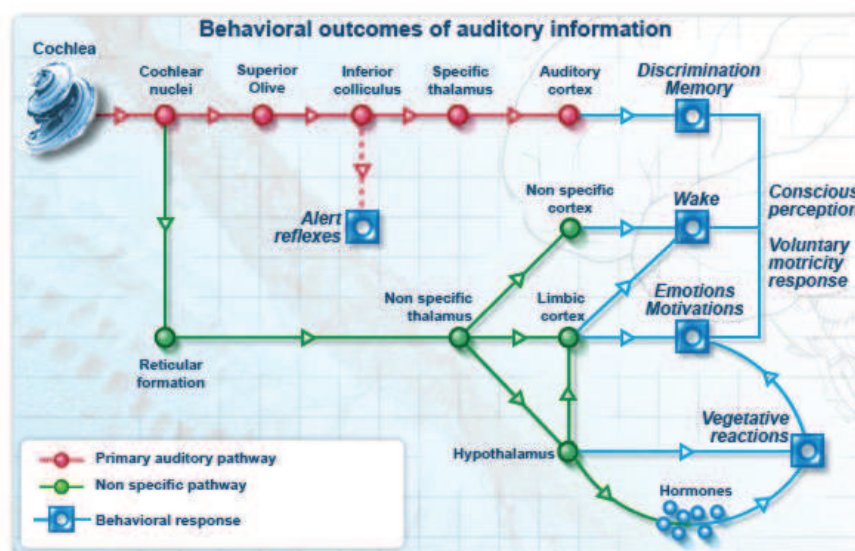 Behavioral outcomes of auditory information
Cochlea
Cochlear
nuclei
Superior
Olive
Inferior
colliculus
Specific
thalamus
Auditory
cortex
Discrimination
Memory
Alert
reflexes
Non specific
cortex
Wake
Conscious
perception
Voluntary
motricity
response
Non specific
thalamus
Limbic
cortex
Emotions
Motivations
Reticular
formation
Hypothalamus
Vegetative
reactions
Hormones
Primary auditory pathway
Non specific pathway
Behavioral response